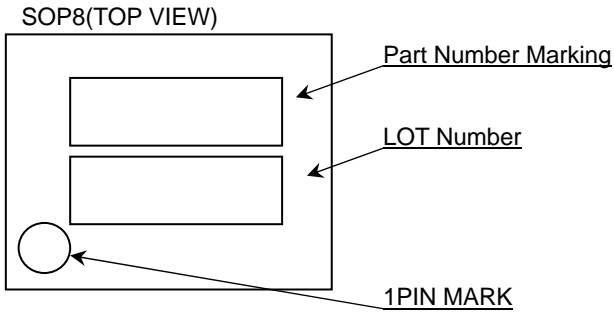 SOP8(TOP VIEW)
Part Number Marking
LOT Number
1PIN MARK